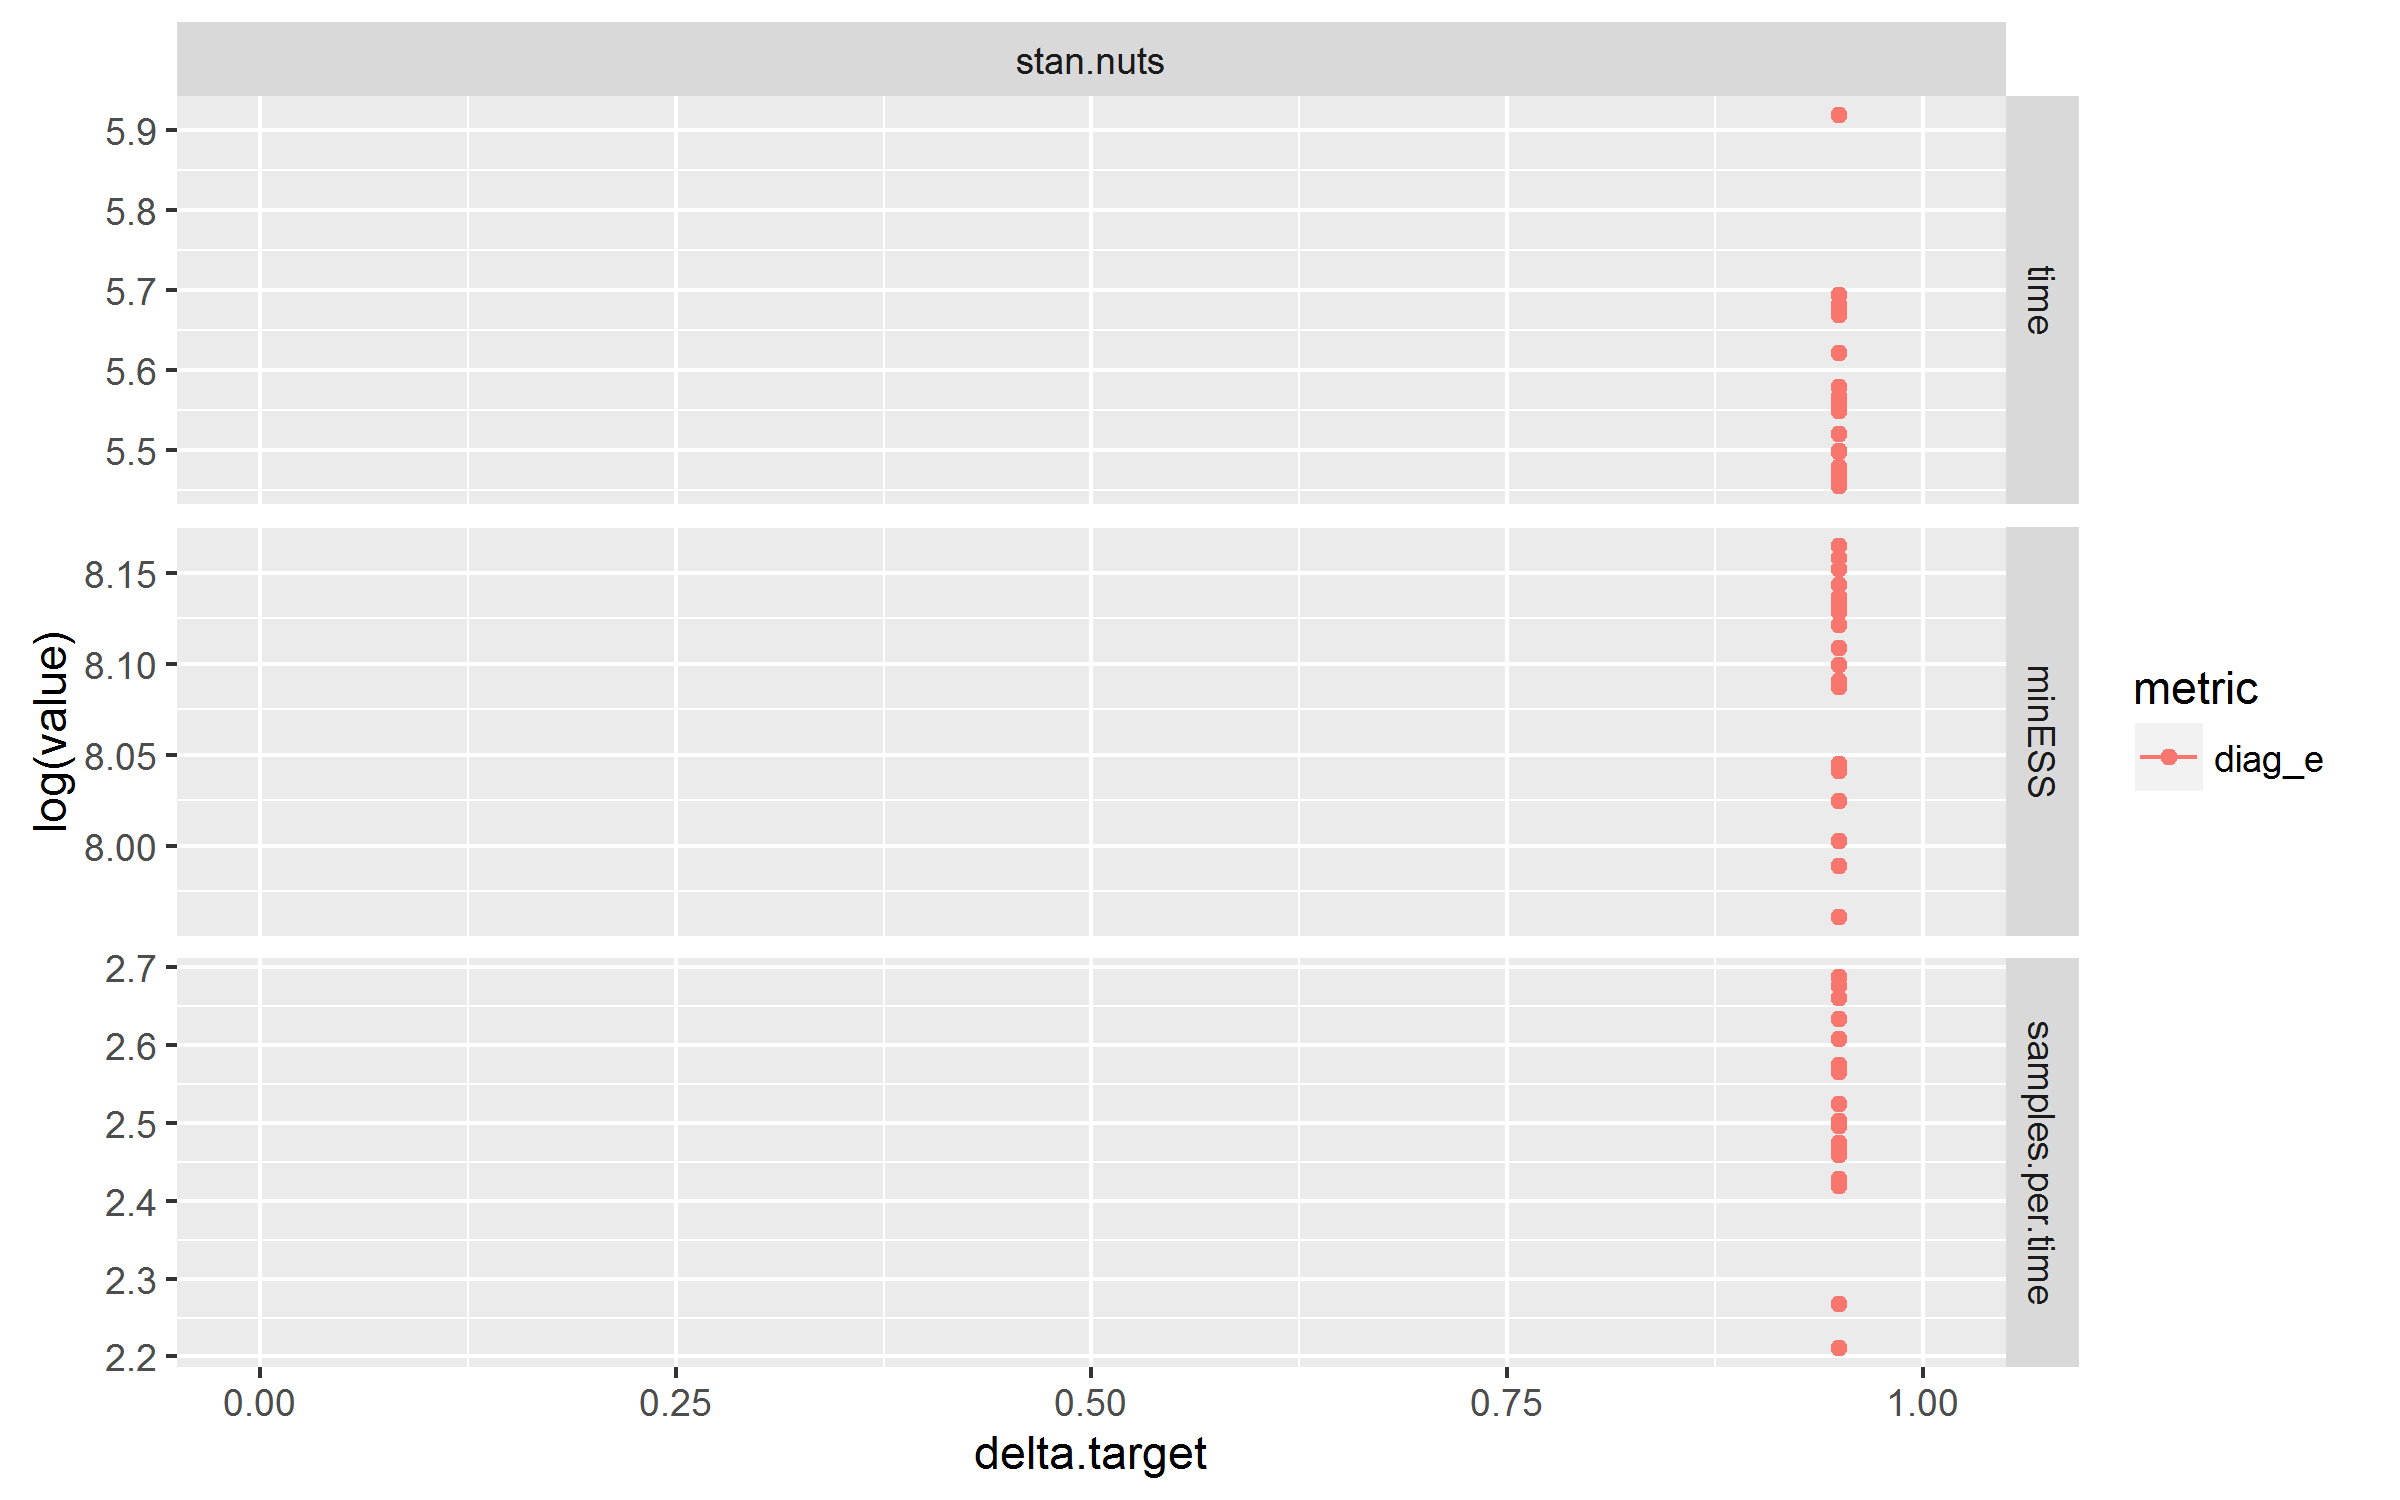 stan.nuts
5.9
5.8
5.7
5.6
5.5
time
8.15
8.10
8.05
8.00
minESS
2.7
2.6
2.5
2.4
2.3
2.2
samples.per.time
log(value)
0.00 0.25 0.50 0.75 1.00
delta.target
metric
diag_e